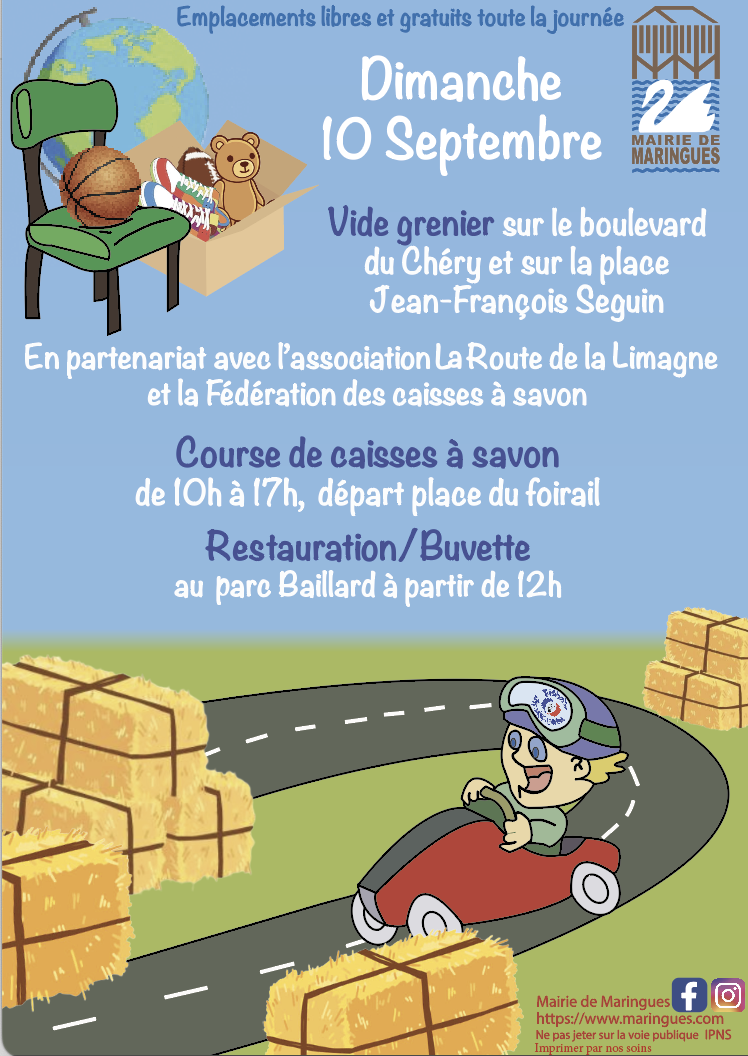 Emplacements libres et gratuits toute la journée
Dimanche
10 Septembre
MAIRIE DE
MARINGUES
Vide grenier sur le boulevard
du Chéry et sur la place
Jean-François Seguin
En partenariat avec l'association La Route de la Limagne
et la Fédération des caisses à savon
Course de caisses à savon
de 10h à 17h, départ place du foirail
Restauration/Buvette
au parc Baillard à partir de 12h
Mairie de Maringues
https://www.maringues.com
Ne pas jeter sur la voie publique IPNS
Imprimer par nos soins